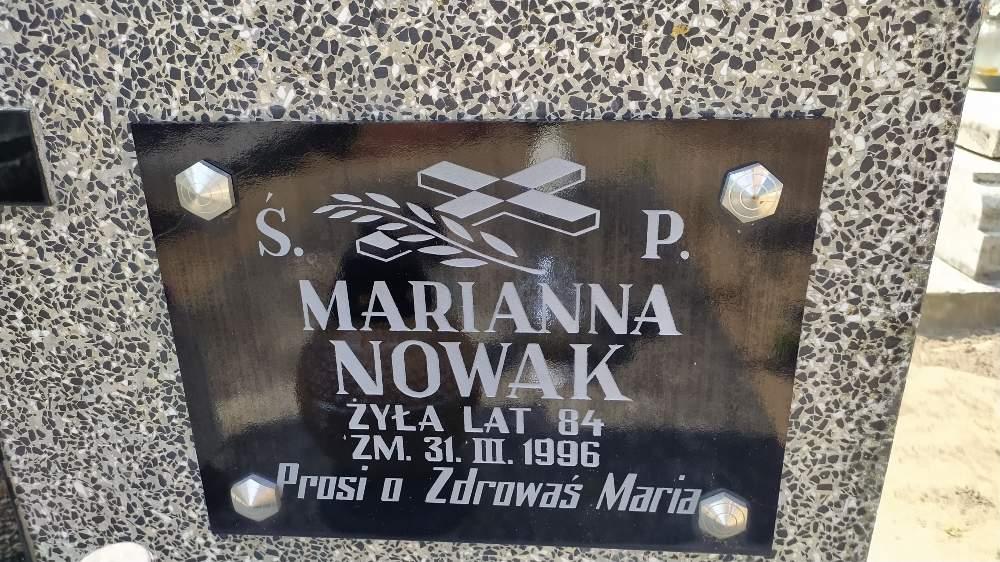 Ś. P.
MARIANNA
NOWAK
ŻYŁA LAT 84
ZM. 31. III. 1996
Prosi o Zdrowaś Maria